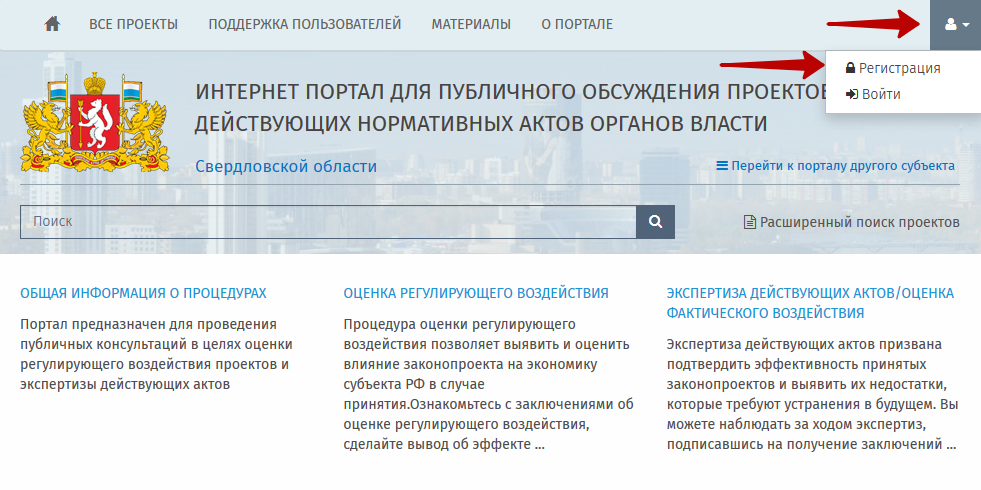 ВСЕ ПРОЕКТЫ ПОДДЕРЖКА ПОЛЬЗОВАТЕЛЕЙ МАТЕРИАЛЫ О ПОРТАЛЕ
Регистрация
Войти
ИНТЕРНЕТ ПОРТАЛ ДЛЯ ПУБЛИЧНОГО ОБСУЖДЕНИЯ ПРОЕКТОВ
ДЕЙСТВУЮЩИХ НОРМАТИВНЫХ АКТОВ ОРГАНОВ ВЛАСТИ
Свердловской области
Перейти к порталу другого субъекта
Поиск
Расширенный поиск проектов
ОБЩАЯ ИНФОРМАЦИЯ О ПРОЦЕДУРАХ
Портал предназначен для проведения
публичных консультаций в целях оценки
регулирующего воздействия проектов и
экспертизы действующих актов
ОЦЕНКА РЕГУЛИРУЮЩЕГО ВОЗДЕЙСТВИЯ
Процедура оценки регулирующего
воздействия позволяет выявить и оценить
влияние законопроекта на экономику
субъекта РФ в случае
принятия.Ознакомьтесь с заключениями об
оценке регулирующего воздействия,
сделайте вывод об эффекте ...
ЭКСПЕРТИЗА ДЕЙСТВУЮЩИХ АКТОВ/ОЦЕНКА
ФАКТИЧЕСКОГО ВОЗДЕЙСТВИЯ
Экспертиза действующих актов призвана
подтвердить эффективность принятых
законопроектов и выявить их недостатки,
которые требуют устранения в будущем. Вы
можете наблюдать за ходом экспертиз,
подписавшись на получение заключений ...